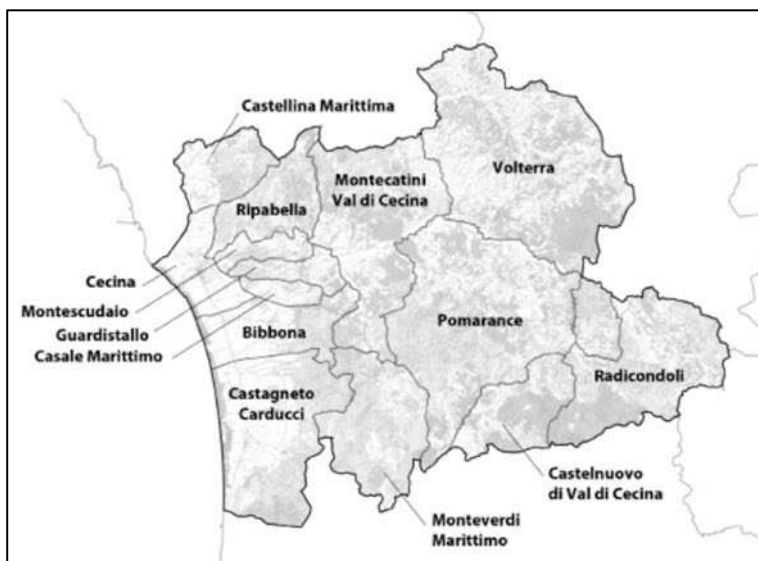 Castellina Marittima
Volterra
Montecatini
Val di Cecina
Ripabella
Cecina
Montescudaio
Guardistallo
Casale Marittimo
Bibbona
Pomarance
Radicondoli
Castagneto
Carducci
Castelnuovo
di Val di Cecina
Monteverdi
Marittimo